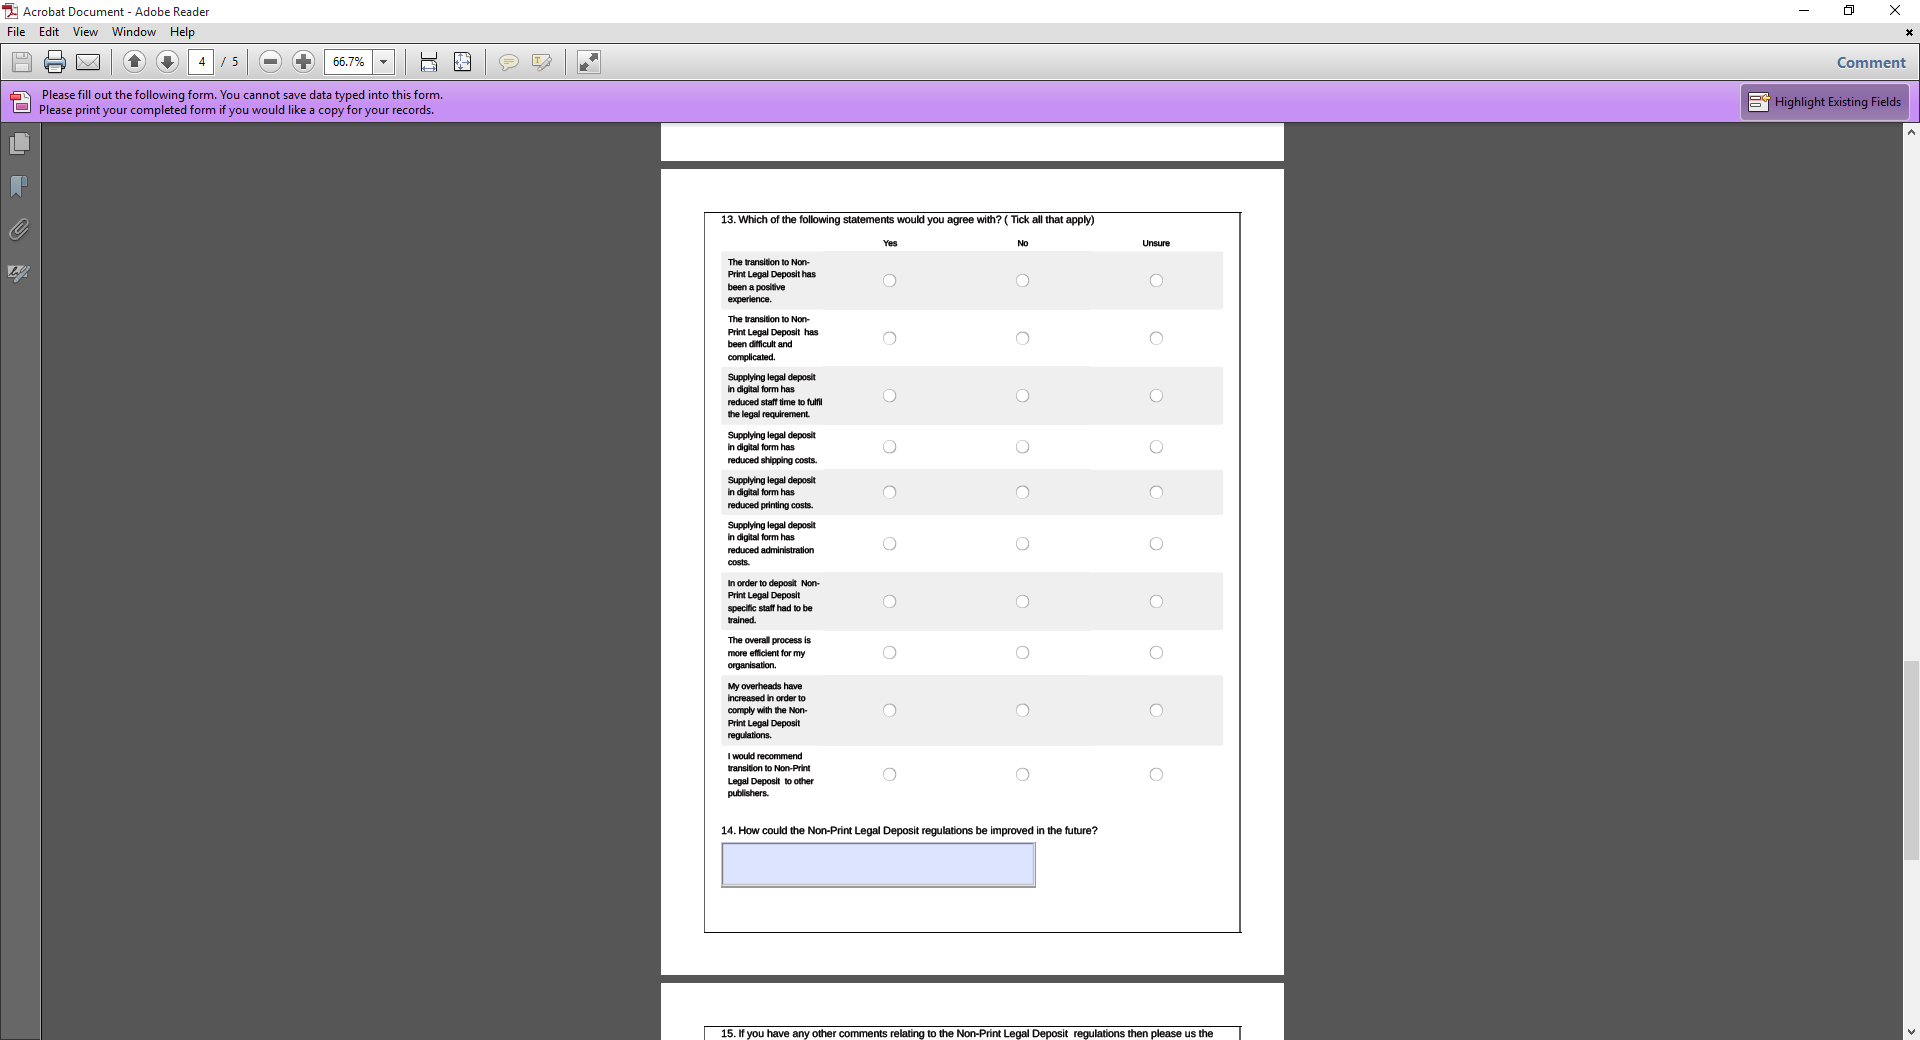 Acrobat Document - Adobe Reader
File Edit View Window Help
4 / 5 66.7% Comment
Please fill out the following form. You cannot save data typed into this form.
Please print your completed form if you would like a copy for your records.
Highlight Existing Fields
13. Which of the following statements would you agree with? ( Tick all that apply)
Yes No Unsure
The transition to Non-
Print Legal Deposit has
been a positive
experience.
The transition to Non-
Print Legal Deposit has
been difficult and
complicated.
Supplying legal deposit
in digital form has
reduced staff time to fulfil
the legal requirement.
Supplying legal deposit
in digital form has
reduced shipping costs.
Supplying legal deposit
in digital form has
reduced printing costs.
Supplying legal deposit
in digital form has
reduced administration
costs.
In order to deposit Non-
Print Legal Deposit
specific staff had to be
trained.
The overall process is
more efficient for my
organisation.
My overheads have
increased in order to
comply with the Non-
Print Legal Deposit
regulations.
I would recommend
transition to Non-Print
Legal Deposit to other
publishers.
14. How could the Non-Print Legal Deposit regulations be improved in the future?
15. If you have any other comments relating to the Non-Print Legal Deposit regulations then please us the